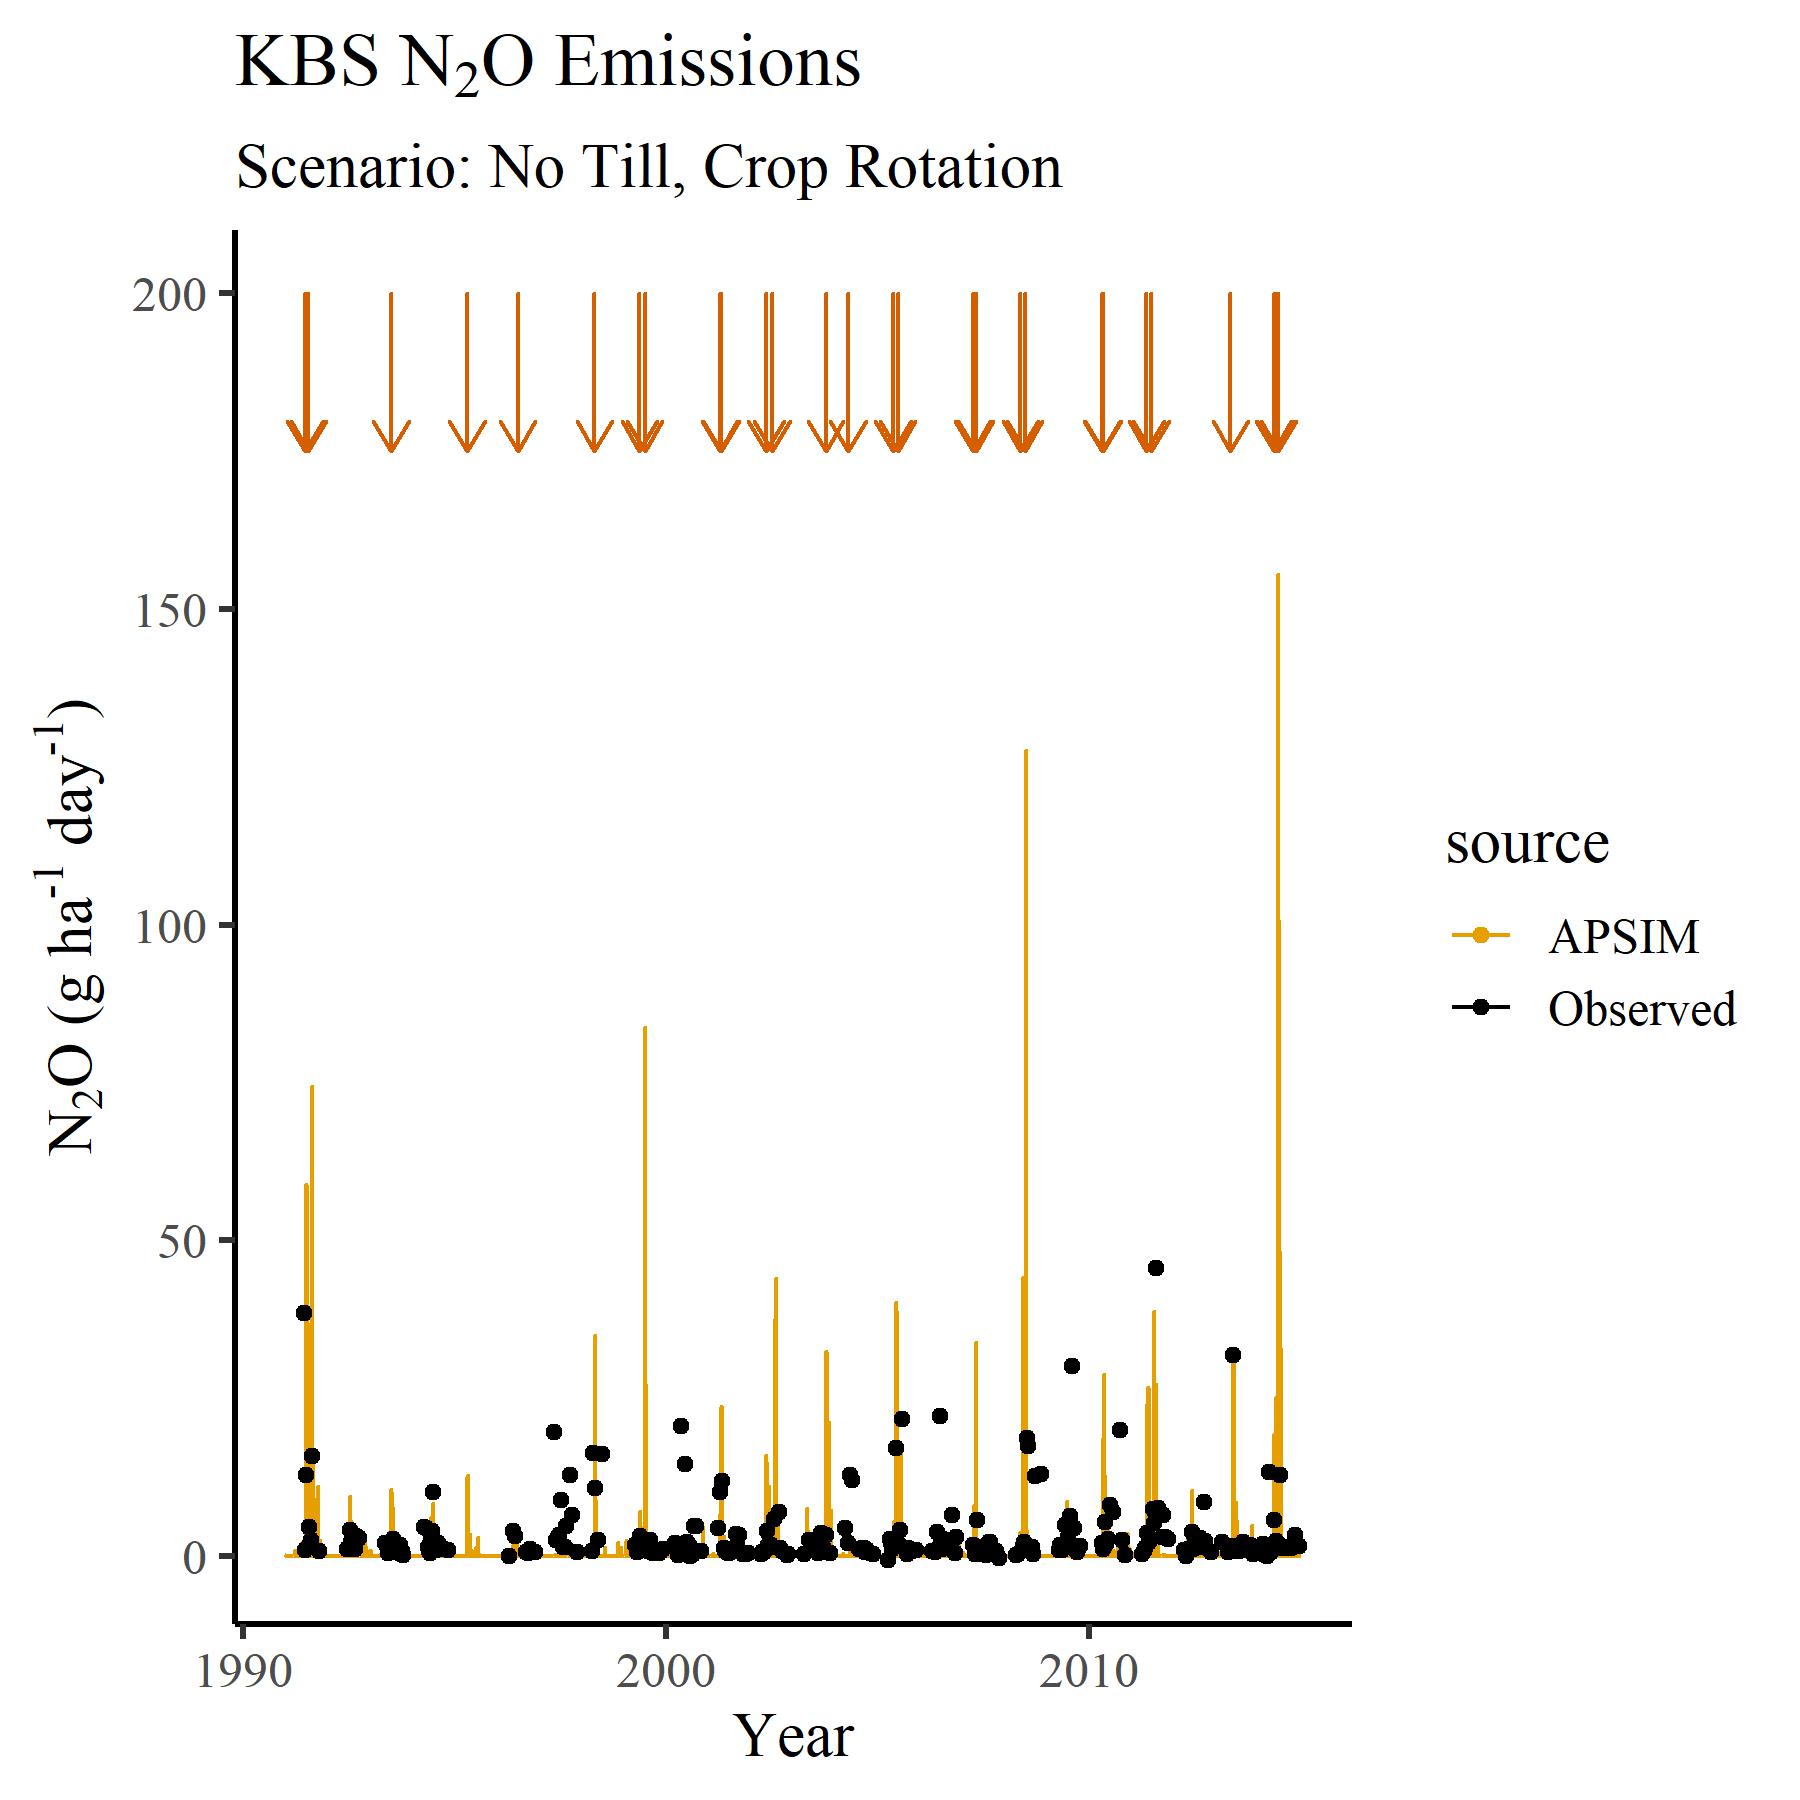 KBS N₂O Emissions
Scenario: No Till, Crop Rotation
200
150
100
50
0
N₂O (g ha⁻¹ day⁻¹)
1990 2000 2010
Year
source
APSIM
Observed